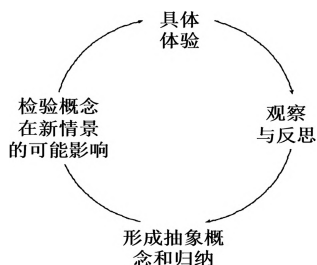 具体
体验
观察
与反思
形成抽象概
念和归纳
检验概念
在新情景
的可能影响